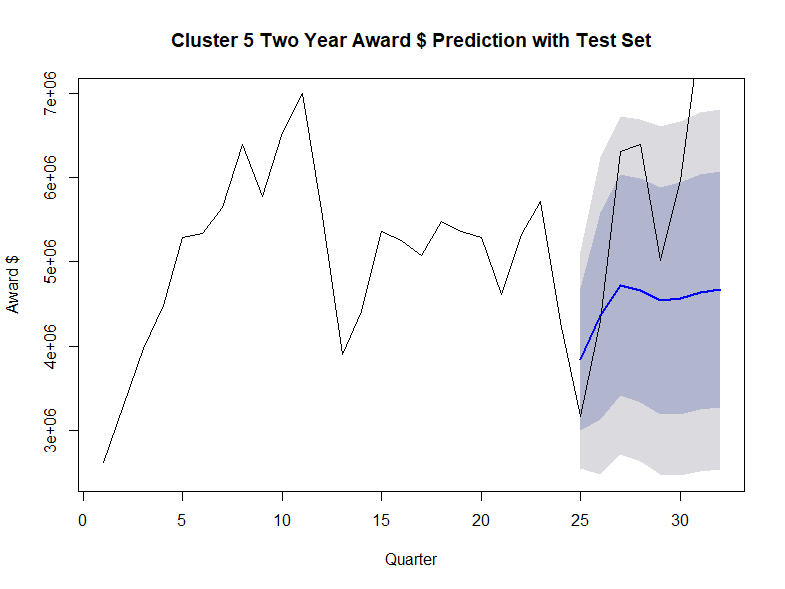 Cluster 5 Two Year Award $ Prediction with Test Set
Award $
7e+06
6e+06
5e+06
4e+06
3e+06
0 5 10 15 20 25 30
Quarter